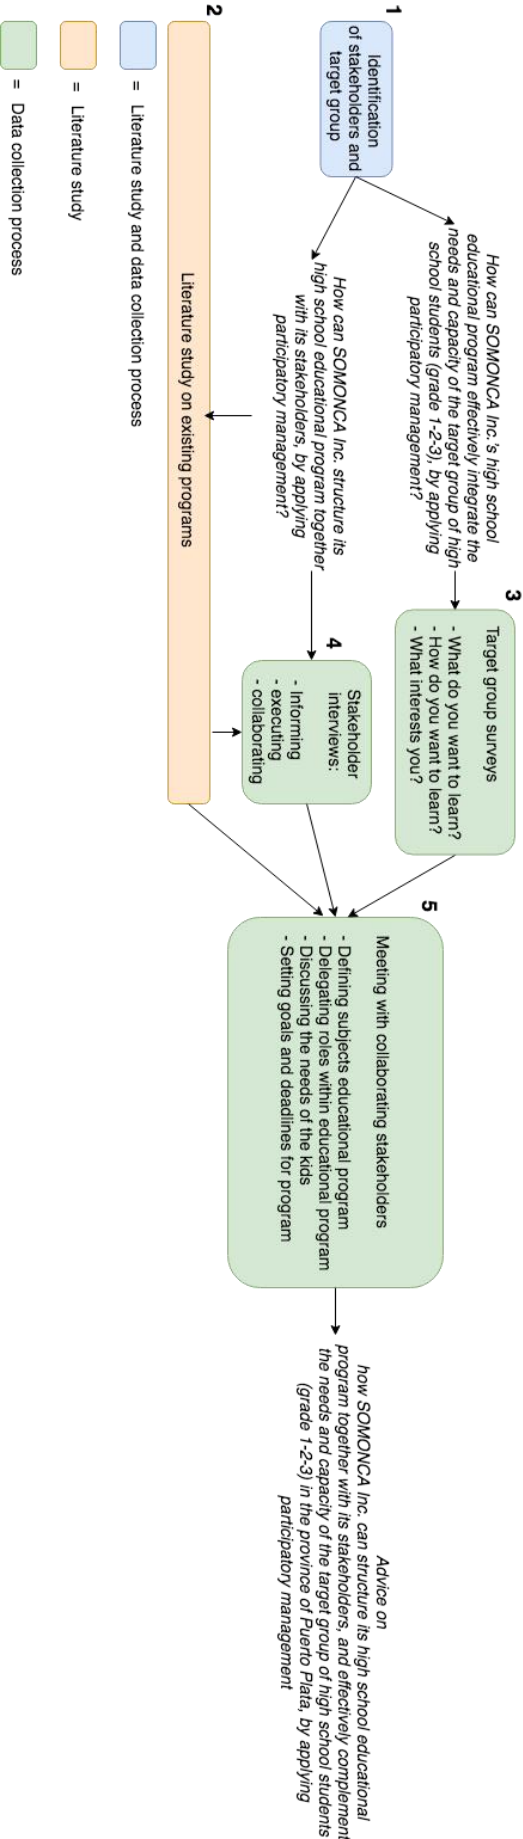 1
Identification
of stakeholders and
target group
How can SOMONCA Inc.'s high school
educational program effectively integrate the
needs and capacity of the target group of high
school students (grade 1-2-3), by applying
participatory management?
How can SOMONCA Inc. structure its
high school educational program together
with its stakeholders, by applying
participatory management?
2
Literature study on existing programs
3
Target group surveys
- What do you want to learn?
- How do you want to learn?
- What interests you?
4
Stakeholder
interviews:
- Informing
- executing
- collaborating
5
Meeting with collaborating stakeholders
- Defining subjects educational program
- Delegating roles within educational program
- Discussing the needs of the kids
- Setting goals and deadlines for program
Advice on
how SOMONCA Inc. can structure its high school educational
program together with its stakeholders, and effectively complement
the needs and capacity of the target group of high school students
(grade 1-2-3) in the province of Puerto Plata, by applying
participatory management
= Literature study and data collection process
= Literature study
= Data collection process